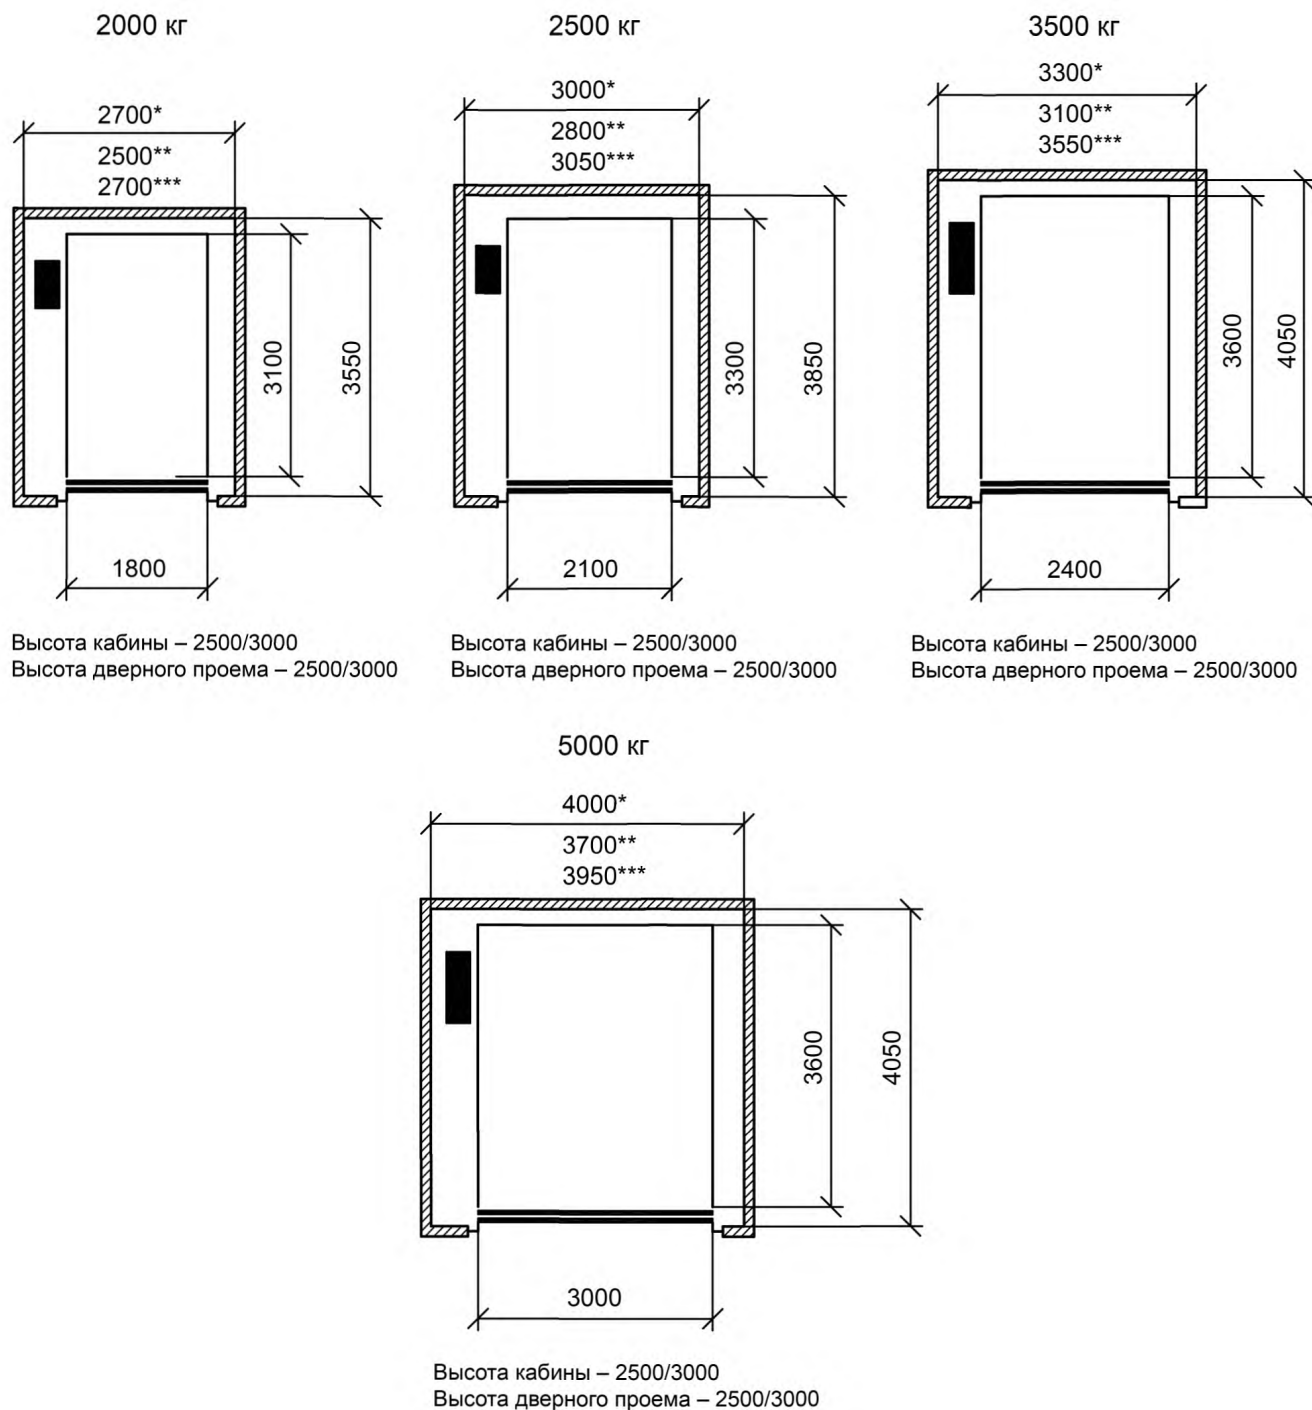 2000 кг
2700*
2500**
2700***
3100
3550
1800
Высота кабины – 2500/3000
Высота дверного проема – 2500/3000
2500 кг
3000*
2800**
3050***
3300
3850
2100
Высота кабины – 2500/3000
Высота дверного проема – 2500/3000
3500 кг
3300*
3100**
3550***
3600
4050
2400
Высота кабины – 2500/3000
Высота дверного проема – 2500/3000
5000 кг
4000*
3700**
3950***
3600
4050
3000
Высота кабины – 2500/3000
Высота дверного проема – 2500/3000